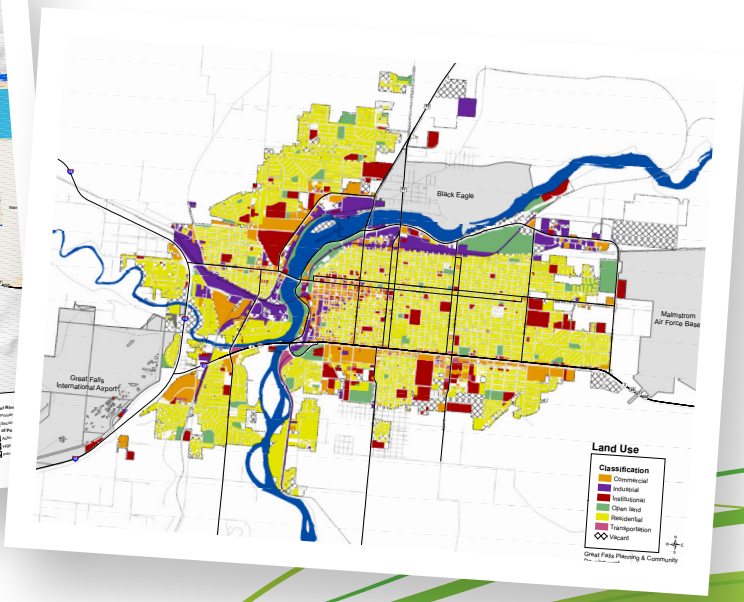 Black Eagle
Malmstrom
Air Force Base
Great Falls
International Airport
Land Use
Classification
Commercial
Industrial
Institutional
Open land
Residential
Transportation
Vacant
Great Falls Planning & Community